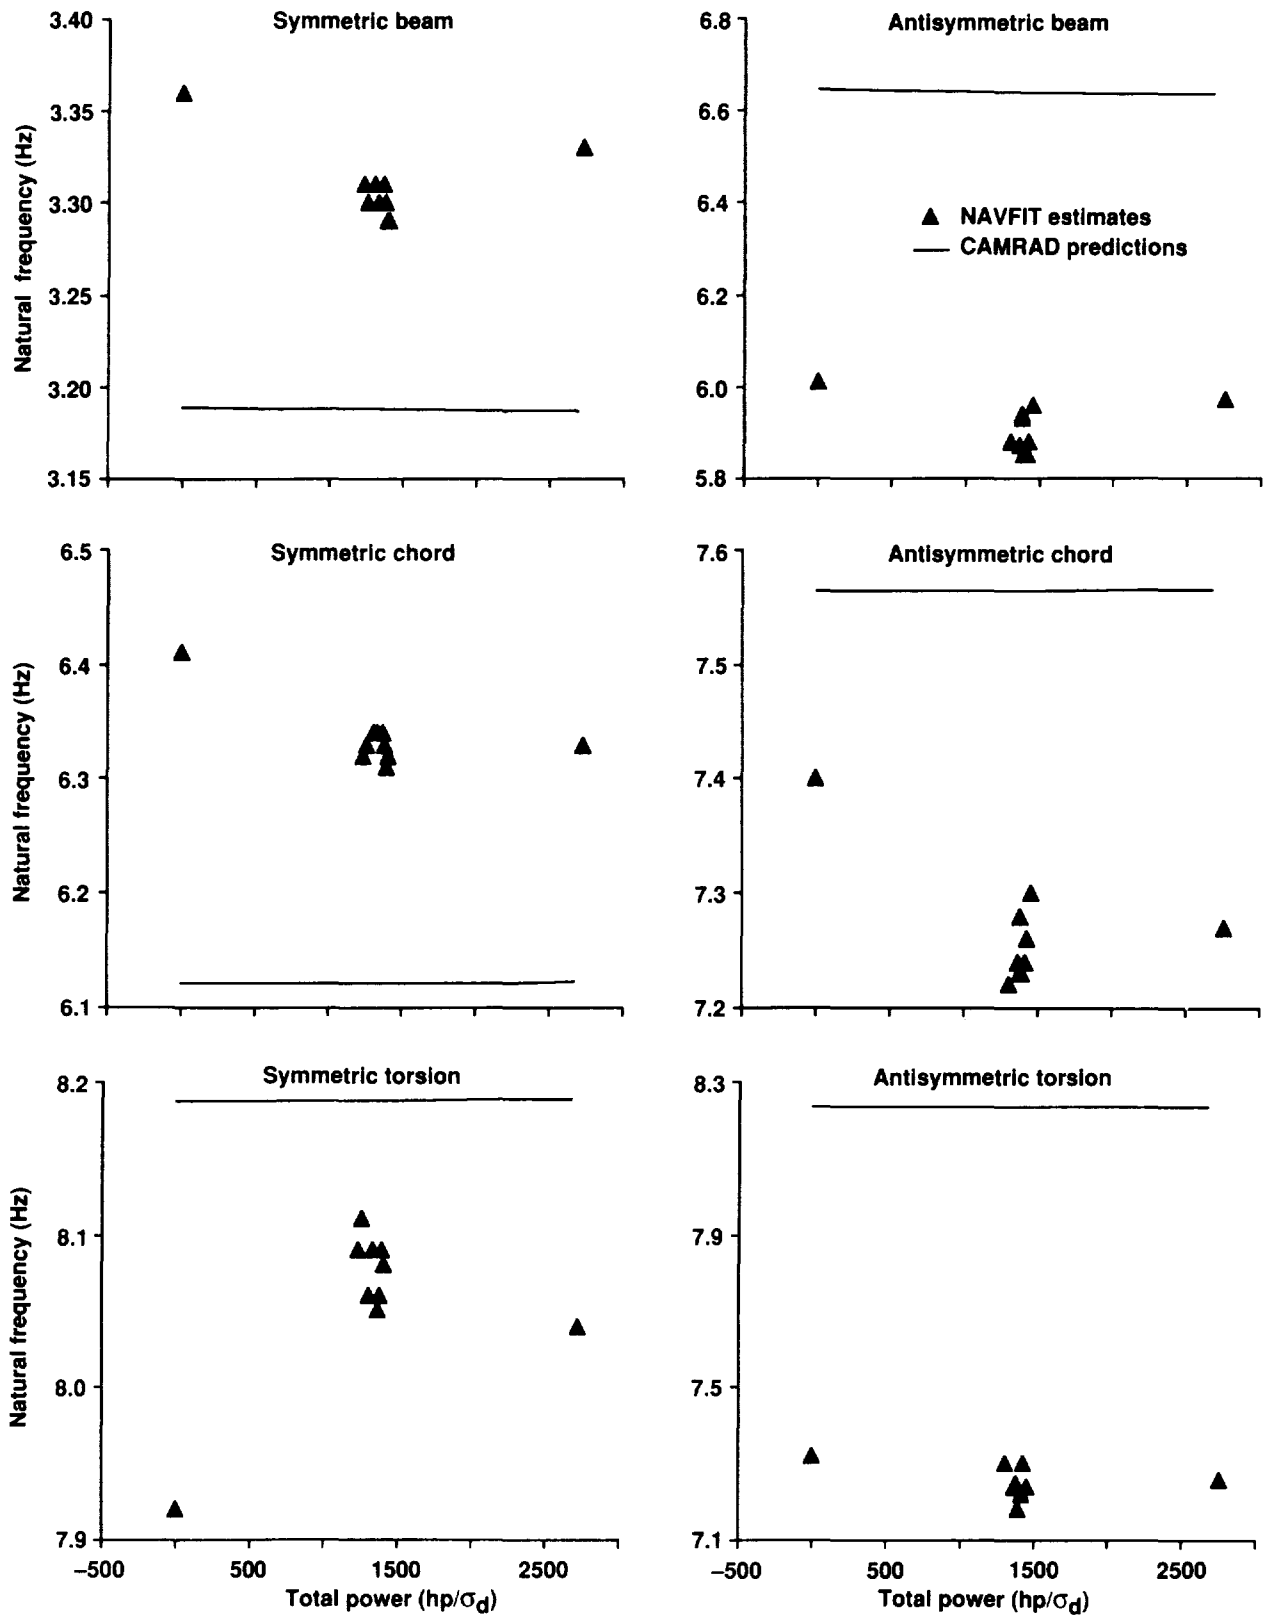 Symmetric beam
3.40
3.35
3.30
3.25
3.20
3.15
Natural frequency (Hz)
Antisymmetric beam
6.8
6.6
6.4
6.2
6.0
5.8
NAVFIT estimates
CAMRAD predictions
Symmetric chord
6.5
6.4
6.3
6.2
6.1
Natural frequency (Hz)
Antisymmetric chord
7.6
7.5
7.4
7.3
7.2
Symmetric torsion
8.2
8.1
8.0
7.9
Natural frequency (Hz)
–500 500 1500 2500
Total power (hp/σd)
Antisymmetric torsion
8.3
7.9
7.5
7.1
–500 500 1500 2500
Total power (hp/σd)